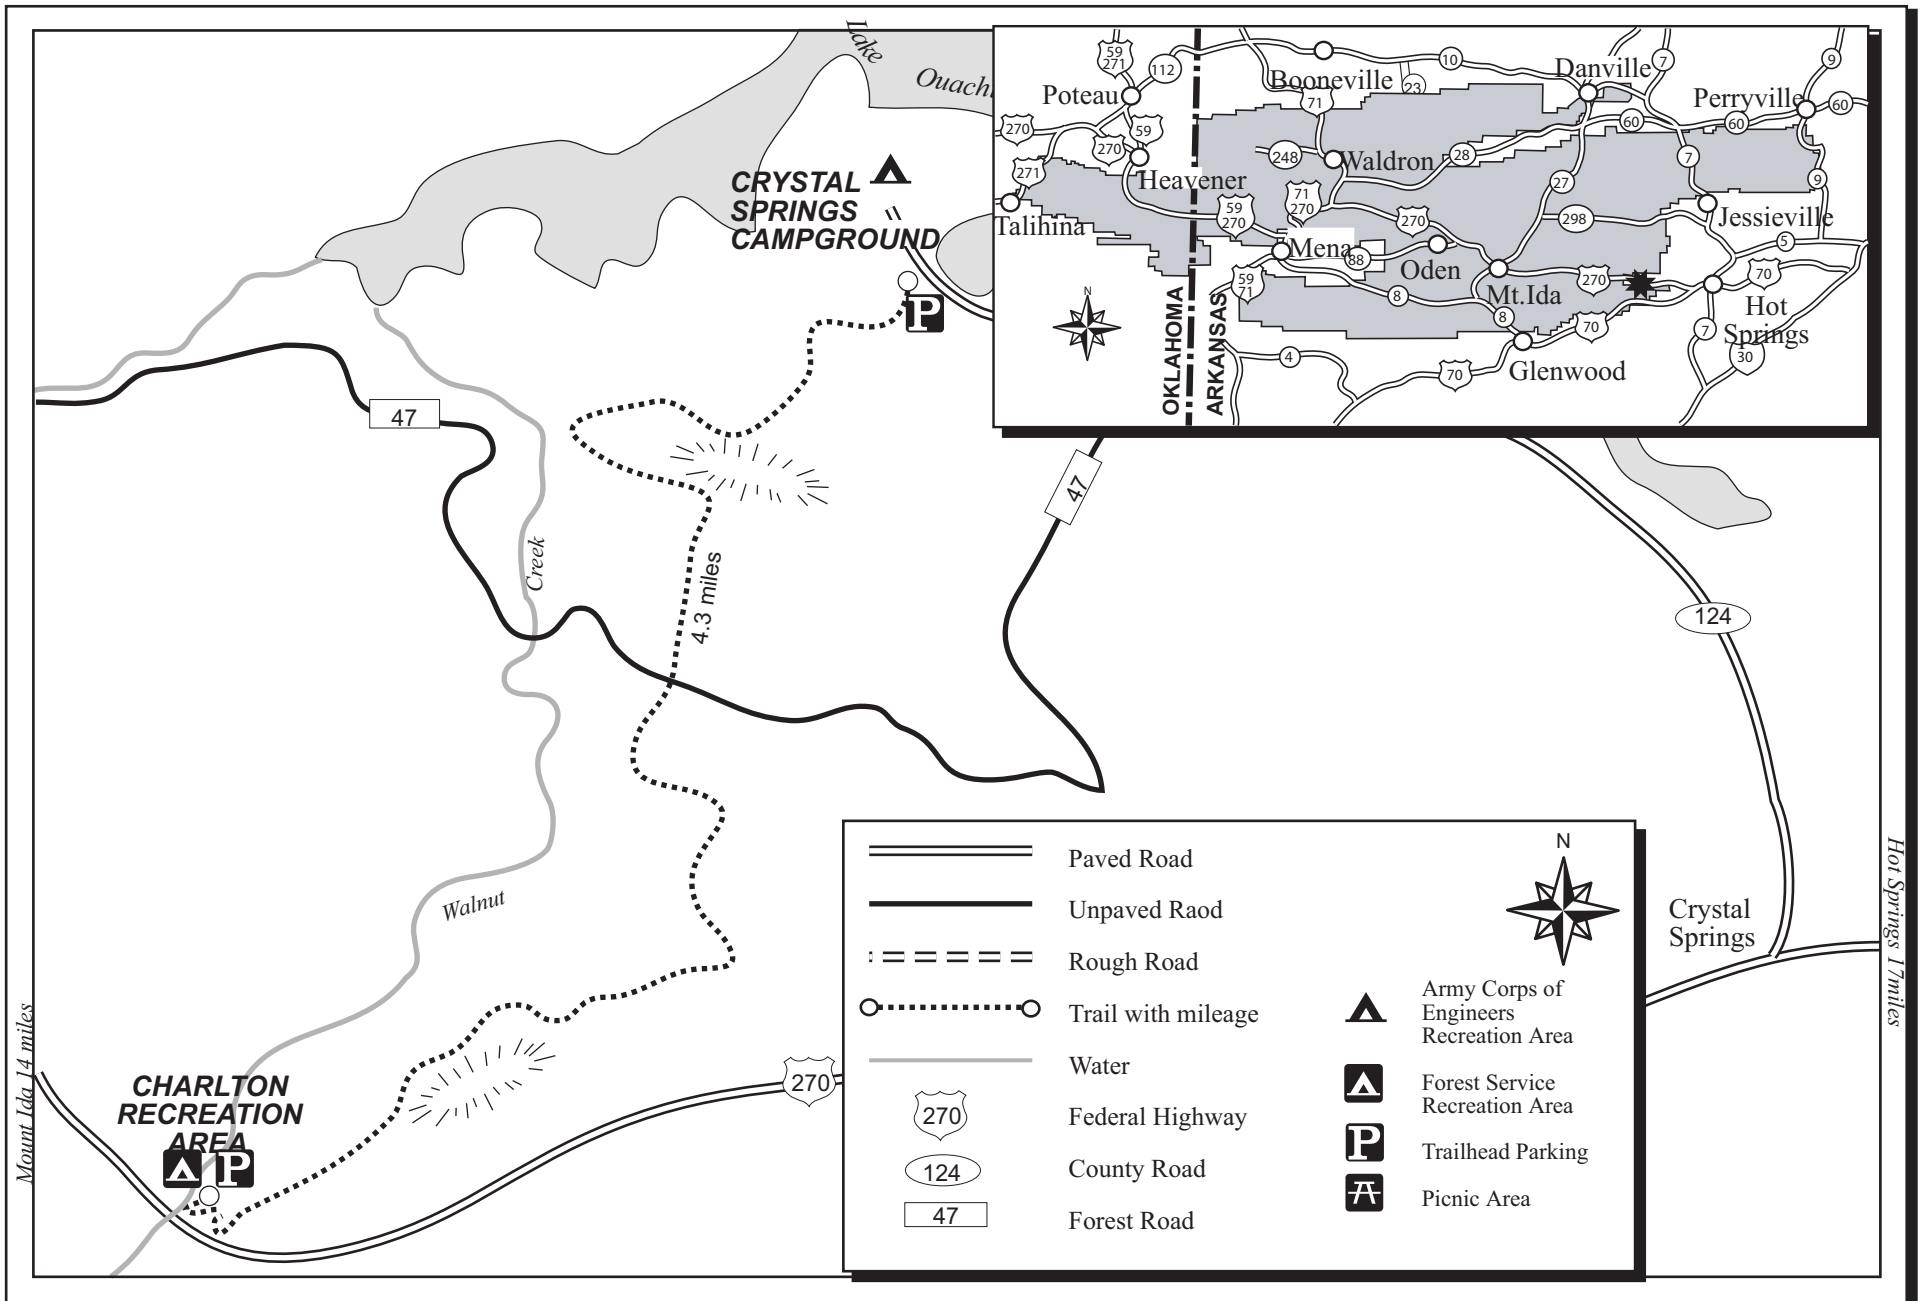 Lake
Ouachi
CRYSTAL
SPRINGS
CAMPGROUND
P
47
Creek
4.3 miles
47
124
Walnut
Crystal
Springs
Hot Springs 17miles
Mount Ida 14 miles
CHARLTON
RECREATION
AREA
P
270
59
271
112
Booneville
10
23
Danville
7
9
Poteau
71
Perryville
60
60
60
270
59
270
248
Waldron
28
7
271
Heavener
71
270
27
9
Talihina
59
270
270
298
Jessieville
Mena
88
Oden
5
59
71
8
Mt.Ida
270
70
Hot
Springs
N
OKLAHOMA
ARKANSAS
8
70
7
30
4
70
Glenwood
Paved Road
Unpaved Raod
Rough Road
Trail with mileage
Water
270
Federal Highway
124
County Road
47
Forest Road
N
Army Corps of
Engineers
Recreation Area
Forest Service
Recreation Area
P
Trailhead Parking
Picnic Area